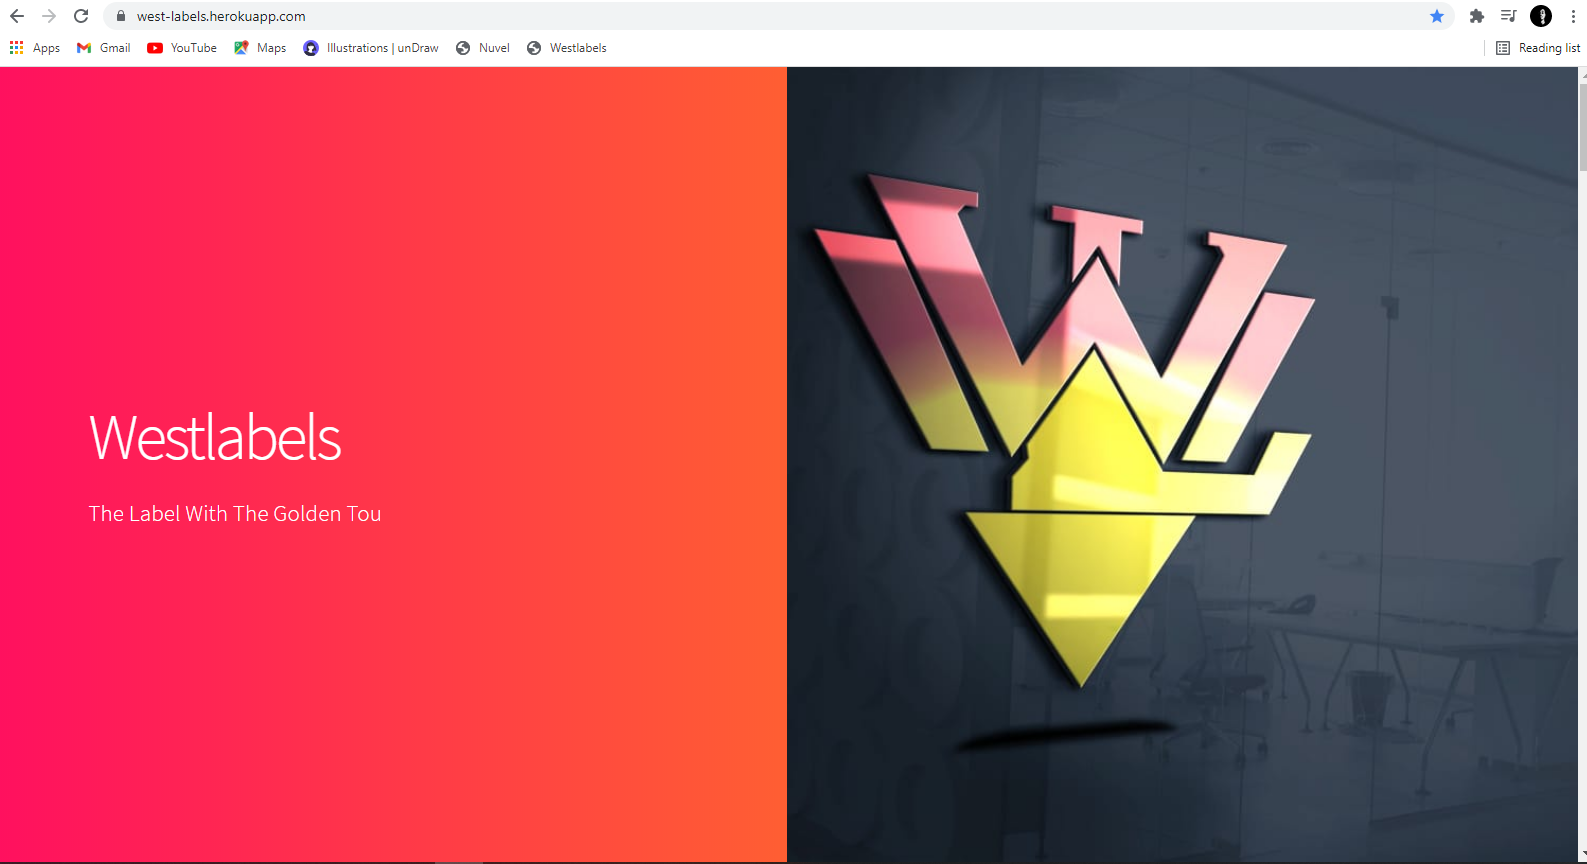 west-labels.herokuapp.com
Apps Gmail YouTube Maps Illustrations | unDraw Nuvel Westlabels Reading list
Westlabels
The Label With The Golden Tou
WL